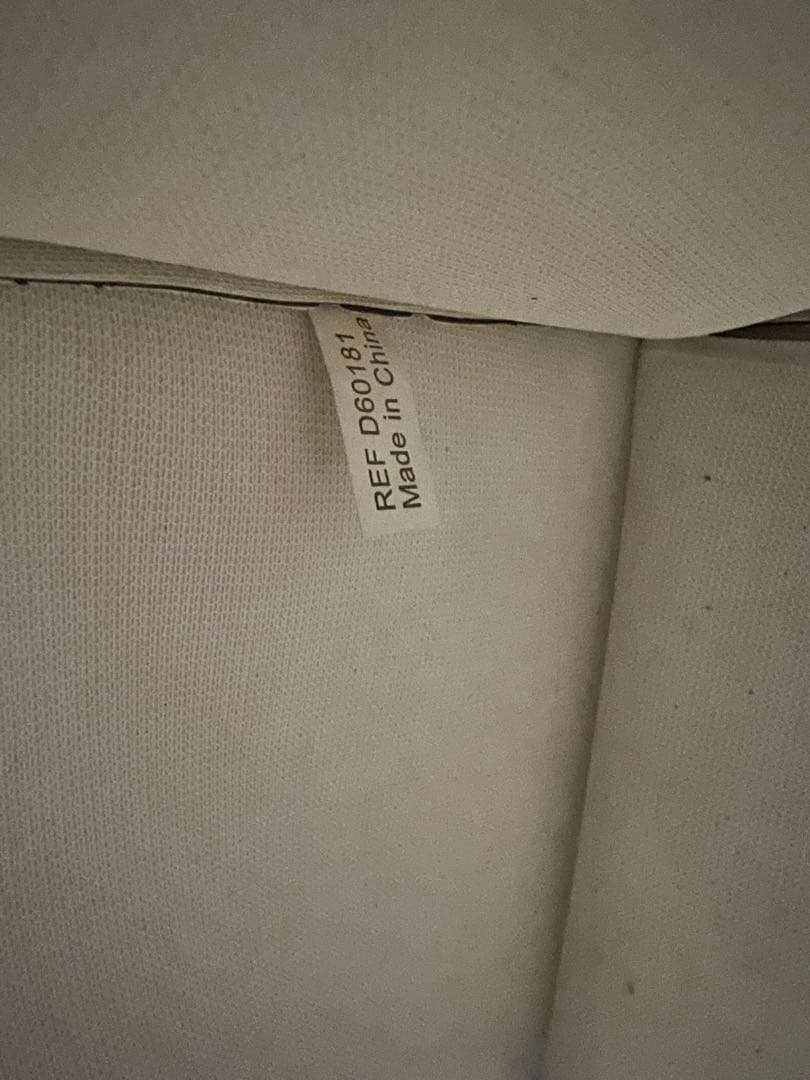 REF D60181
Made in China